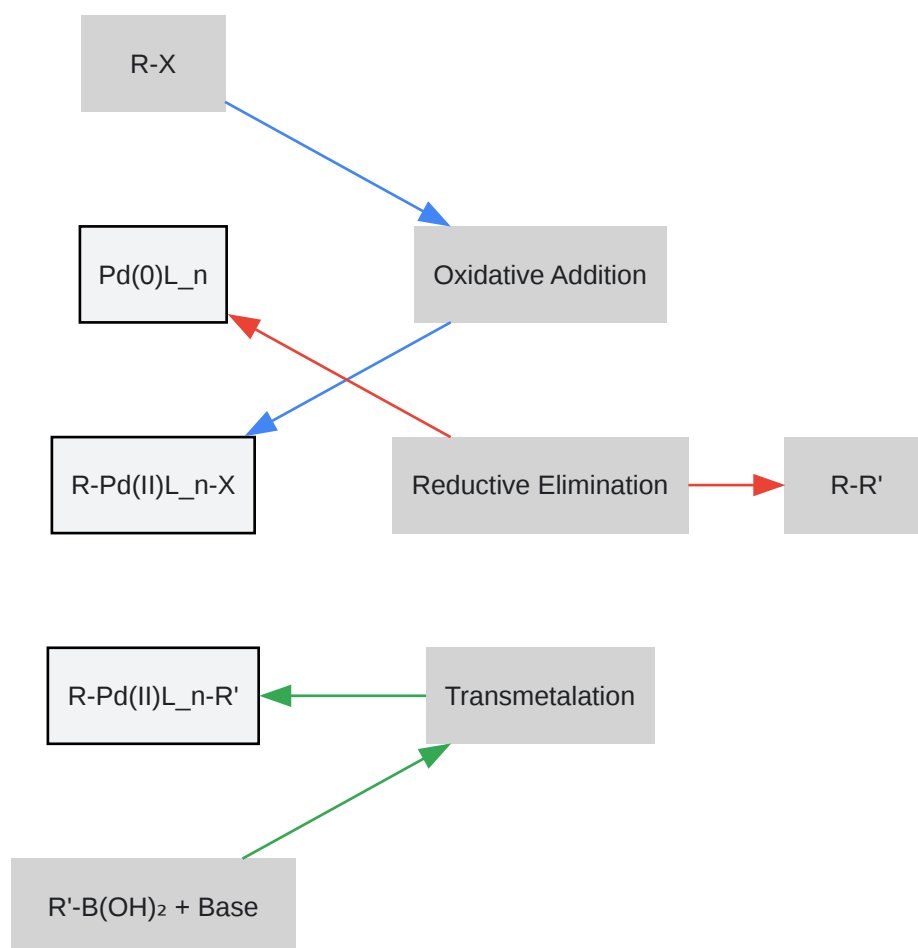 R-X
Pd(0)L_n
Oxidative Addition
R-Pd(II)L_n-X
Reductive Elimination
R-R'
R-Pd(II)L_n-R'
Transmetalation
R'-B(OH)₂ + Base